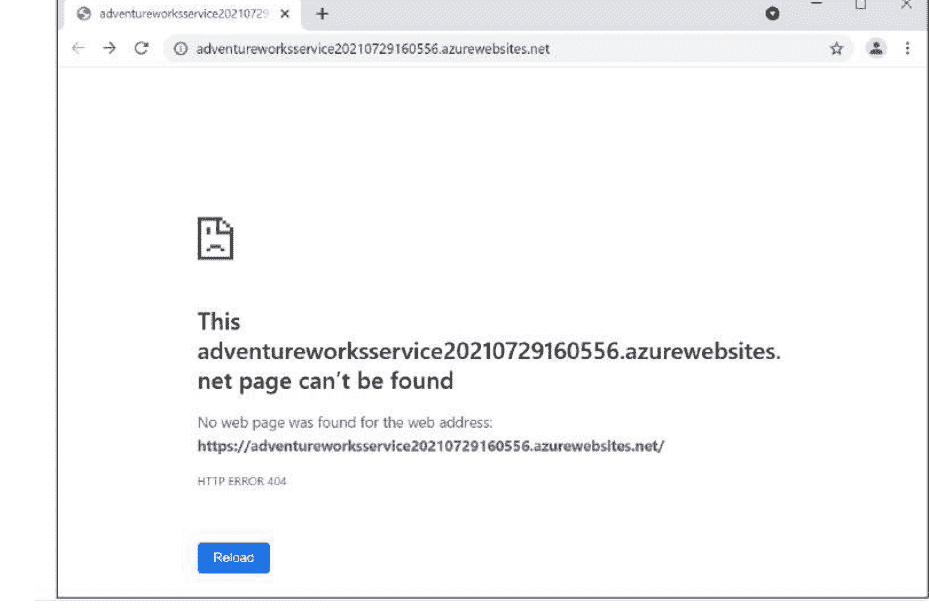 adventureworksservice20210729
adventureworksservice20210729160556.azurewebsites.net
This
adventureworksservice20210729160556.azurewebsites.
net page can't be found
No web page was found for the web address:
https://adventureworksservice20210729160556.azurewebsites.net/
HTTP ERROR 404
Reload